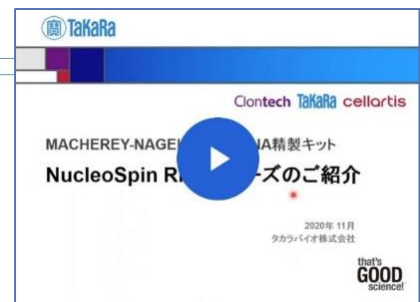 TaKaRa
Clontech TaKaRa cellartis
MACHEREY-NAGE NA精製キット
NucleoSpin R ーズのご紹介
2020年 11月
タカラバイオ株式会社
that's
GOOD
science!